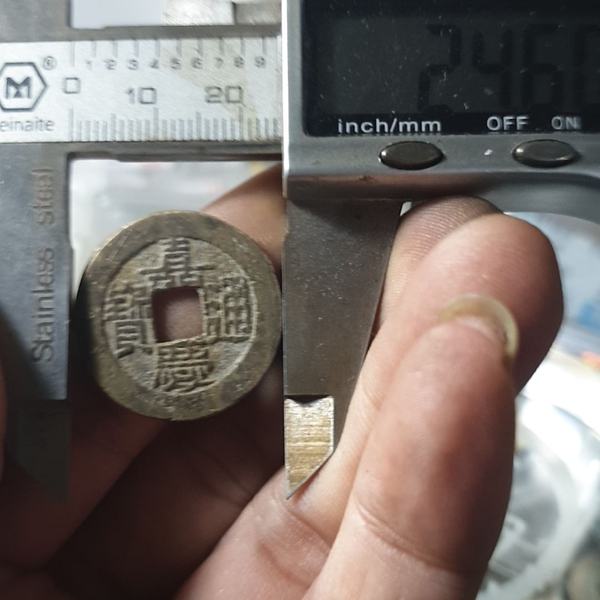 M ®
einaite
1 2 3 4 5 6 7 8 9
0 10 20
Stainless Steel
2460
inch/mm OFF ON
嘉慶通寶